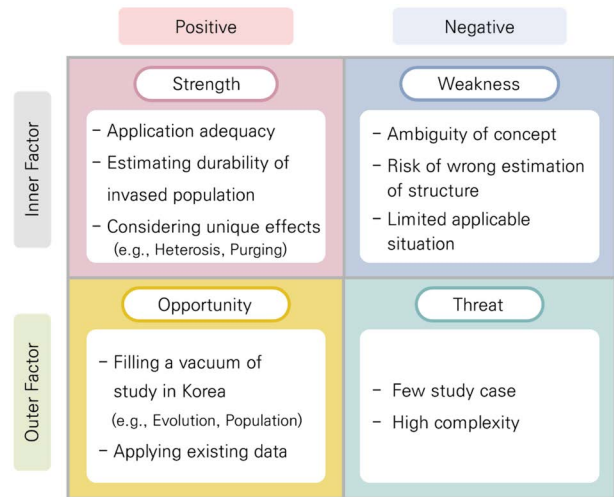 Positive
Negative
Inner Factor
Strength
– Application adequacy
– Estimating durability of
invased population
– Considering unique effects
(e.g., Heterosis, Purging)
Weakness
– Ambiguity of concept
– Risk of wrong estimation
of structure
– Limited applicable
situation
Outer Factor
Opportunity
– Filling a vacuum of
study in Korea
(e.g., Evolution, Population)
– Applying existing data
Threat
– Few study case
– High complexity